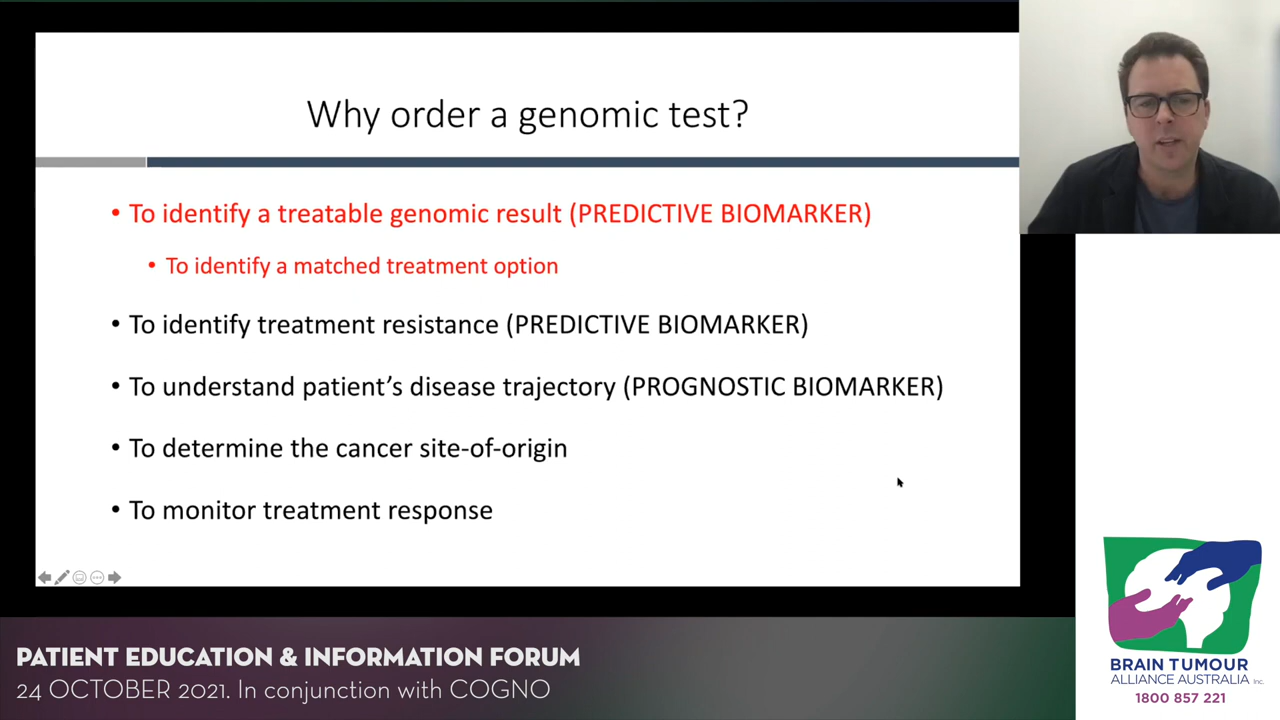 Why order a genomic test?
• To identify a treatable genomic result (PREDICTIVE BIOMARKER)
• To identify a matched treatment option
• To identify treatment resistance (PREDICTIVE BIOMARKER)
• To understand patient's disease trajectory (PROGNOSTIC BIOMARKER)
• To determine the cancer site-of-origin
• To monitor treatment response
PATIENT EDUCATION & INFORMATION FORUM
24 OCTOBER 2021. In conjunction with COGNO
BRAIN TUMOUR
ALLIANCE AUSTRALIA Inc.
1800 857 221